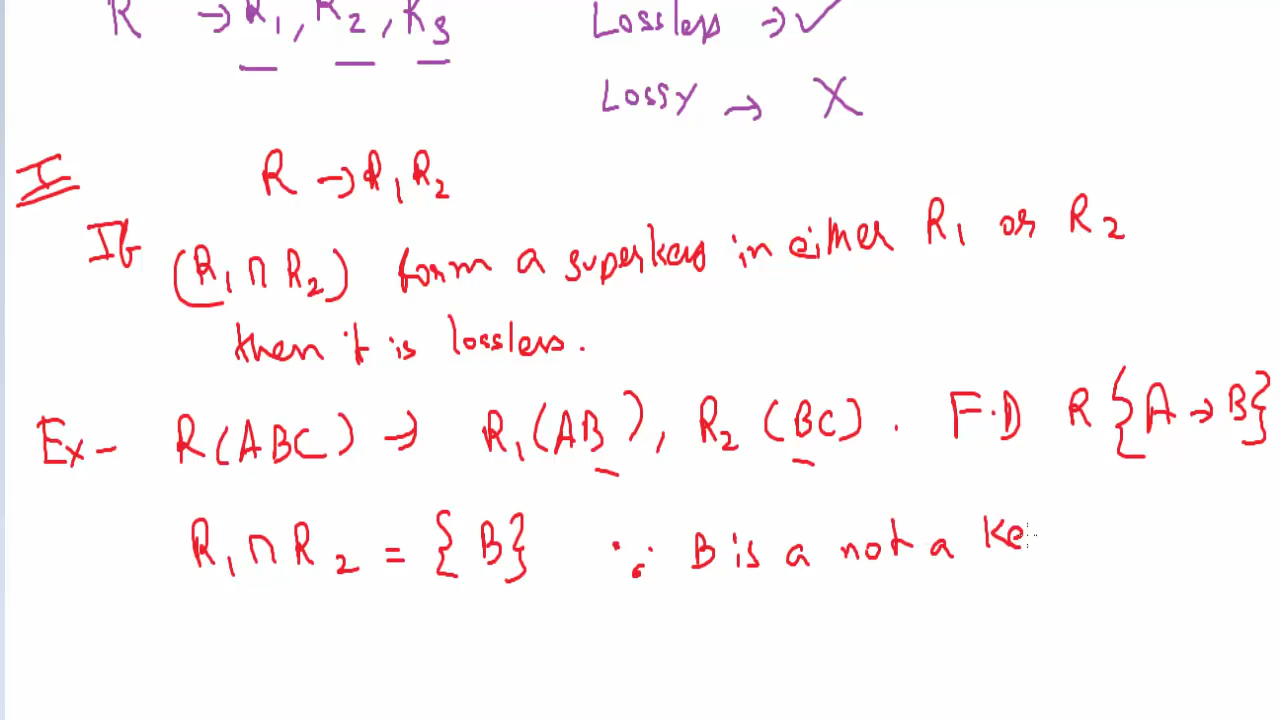 R → R1, R2, R3 Lossless → ✓
Lossy → X
I R → R1 R2
If (R1 ∩ R2) form a superkey in either R1 or R2
then it is lossless.
Ex- R(ABC) → R1(AB), R2(BC). F.D R{A → B}
R1 ∩ R2 = {B} ∵ B is a not a Ke